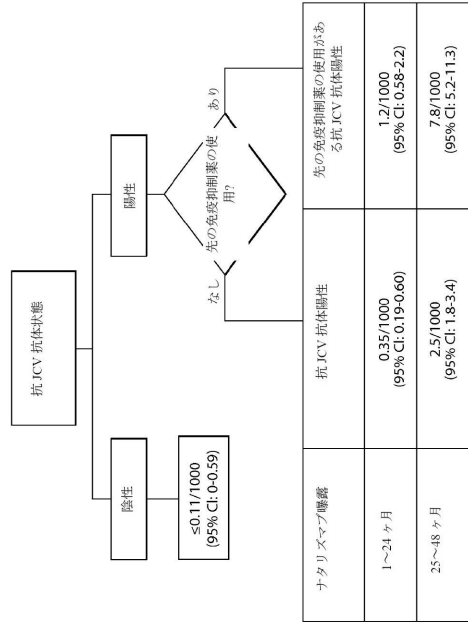 抗 JCV 抗体状態
陰性
陽性
≤0.11/1000
(95% CI: 0-0.59)
先の免疫抑制薬の使
用?
なし
あり
ナタリズマブ曝露
抗 JCV 抗体陽性
先の免疫抑制薬の使用があ
る抗 JCV 抗体陽性
1~24 ヶ月
0.35/1000
(95% CI: 0.19-0.60)
1.2/1000
(95% CI: 0.58-2.2)
25~48 ヶ月
2.5/1000
(95% CI: 1.8-3.4)
7.8/1000
(95% CI: 5.2-11.3)